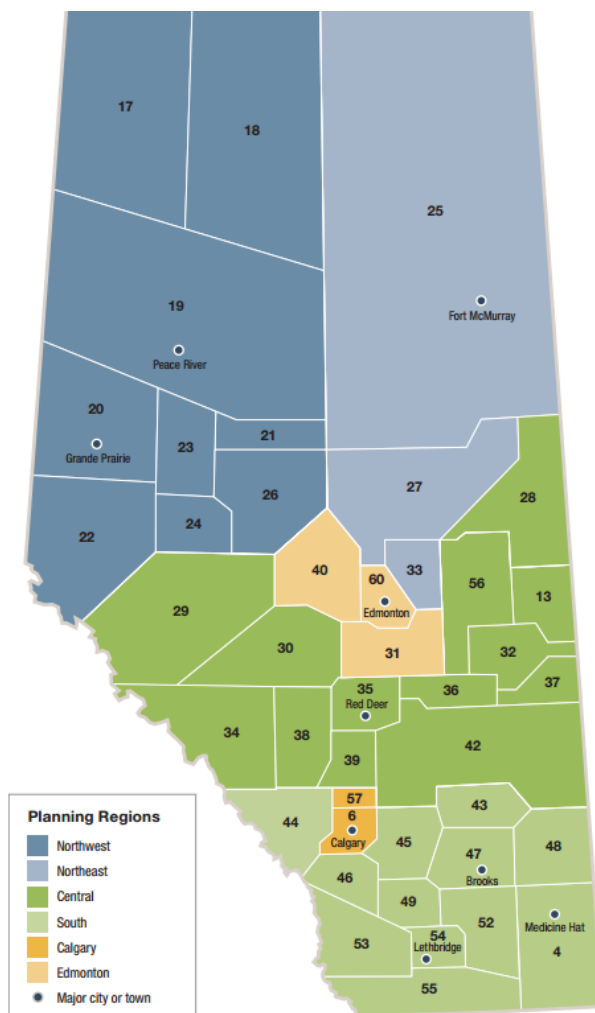 17
18
25
19
Fort McMurray
Peace River
20
21
Grande Prairie
23
27
26
28
22
24
40
60
33
56
13
Edmonton
29
30
31
32
37
35
36
Red Deer
34
38
42
39
57
43
44
6
Calgary
45
47
48
46
Brooks
49
52
Medicine Hat
53
54
Lethbridge
4
55
Planning Regions
Northwest
Northeast
Central
South
Calgary
Edmonton
Major city or town